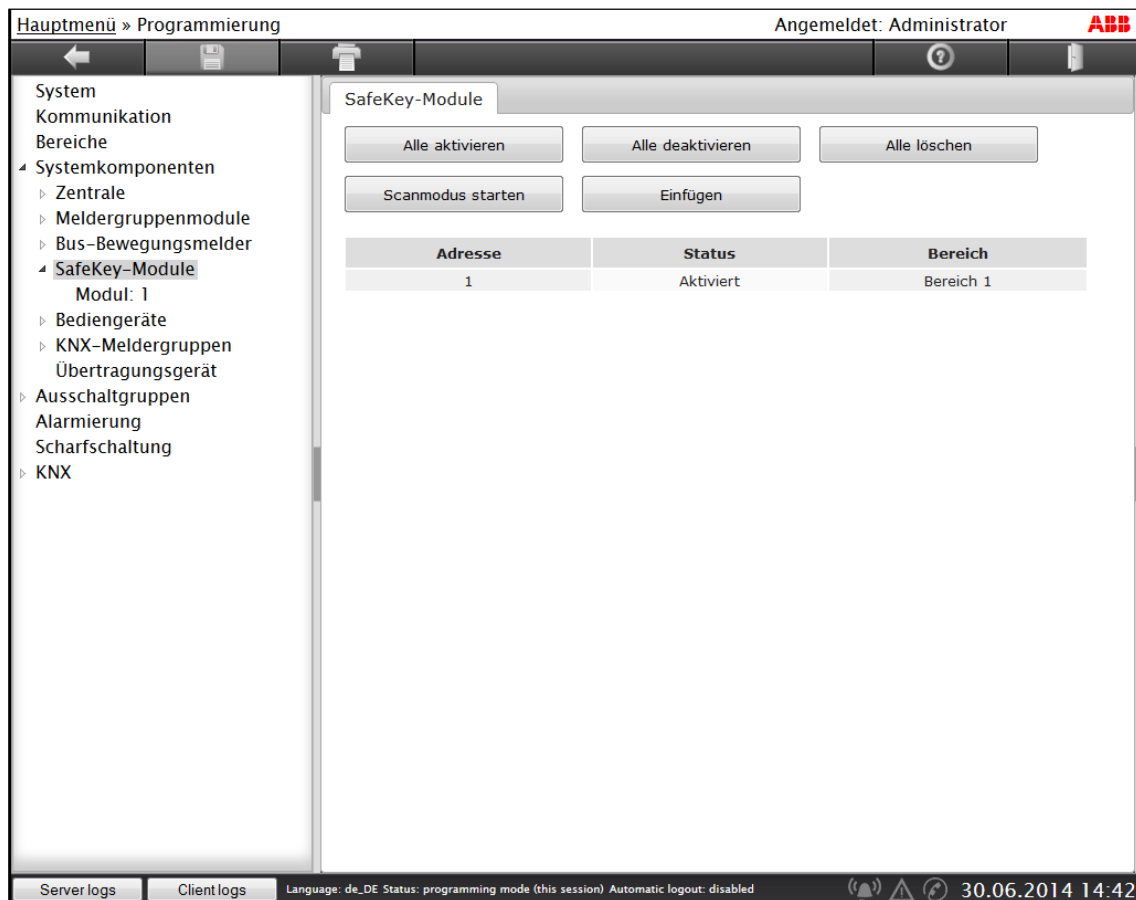 Hauptmenü » Programmierung
Angemeldet: Administrator
ABB
System
Kommunikation
Bereiche
Systemkomponenten
Zentrale
Meldergruppenmodule
Bus-Bewegungsmelder
SafeKey-Module
Modul: 1
Bediengeräte
KNX-Meldergruppen
Übertragungsgerät
Ausschaltgruppen
Alarmierung
Scharfschaltung
KNX
SafeKey-Module
Alle aktivieren Alle deaktivieren Alle löschen
Scanmodus starten Einfügen
Adresse Status Bereich
1 Aktiviert Bereich 1
Server logs Client logs Language: de_DE Status: programming mode (this session) Automatic logout: disabled 30.06.2014 14:42